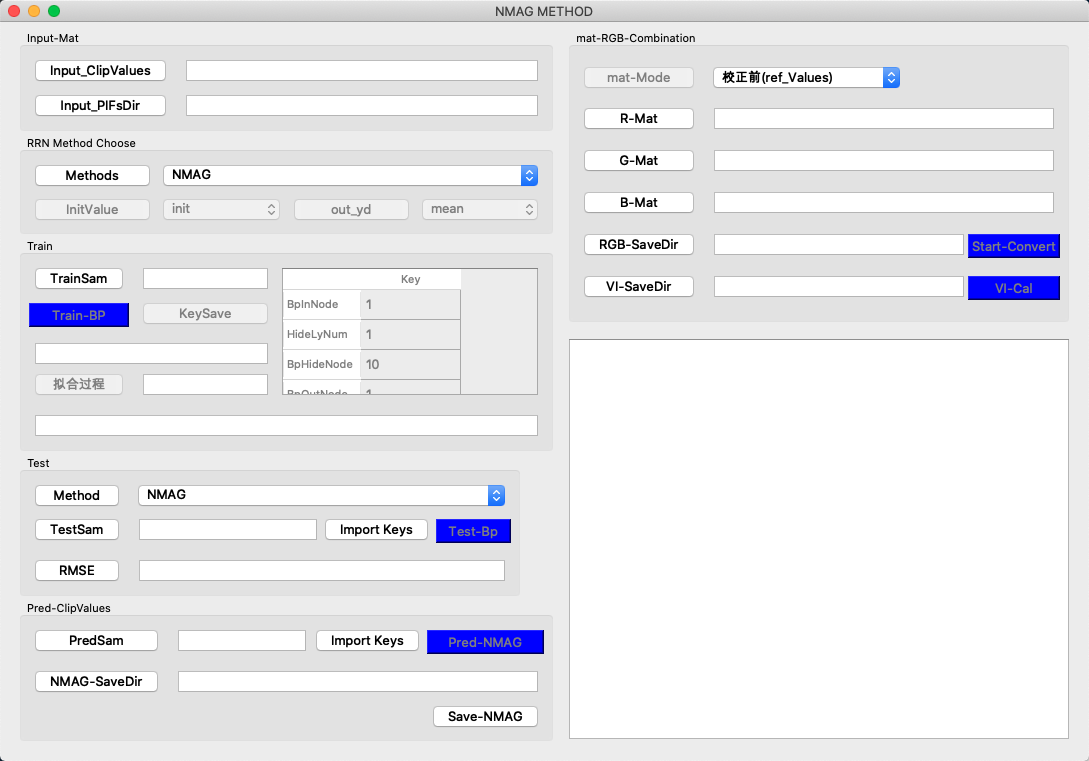 NMAG METHOD
Input-Mat
Input_ClipValues
Input_PIFsDir
RRN Method Choose
Methods NMAG
InitValue init out_yd mean
Train
TrainSam
Train-BP KeySave
拟合过程
Key
BpInNode 1
HideLyNum 1
BpHideNode 10
BpOutNode 1
Test
Method NMAG
TestSam Import Keys Test-Bp
RMSE
Pred-ClipValues
PredSam Import Keys Pred-NMAG
NMAG-SaveDir
Save-NMAG
mat-RGB-Combination
mat-Mode 校正前(ref_Values)
R-Mat
G-Mat
B-Mat
RGB-SaveDir Start-Convert
VI-SaveDir VI-Cal